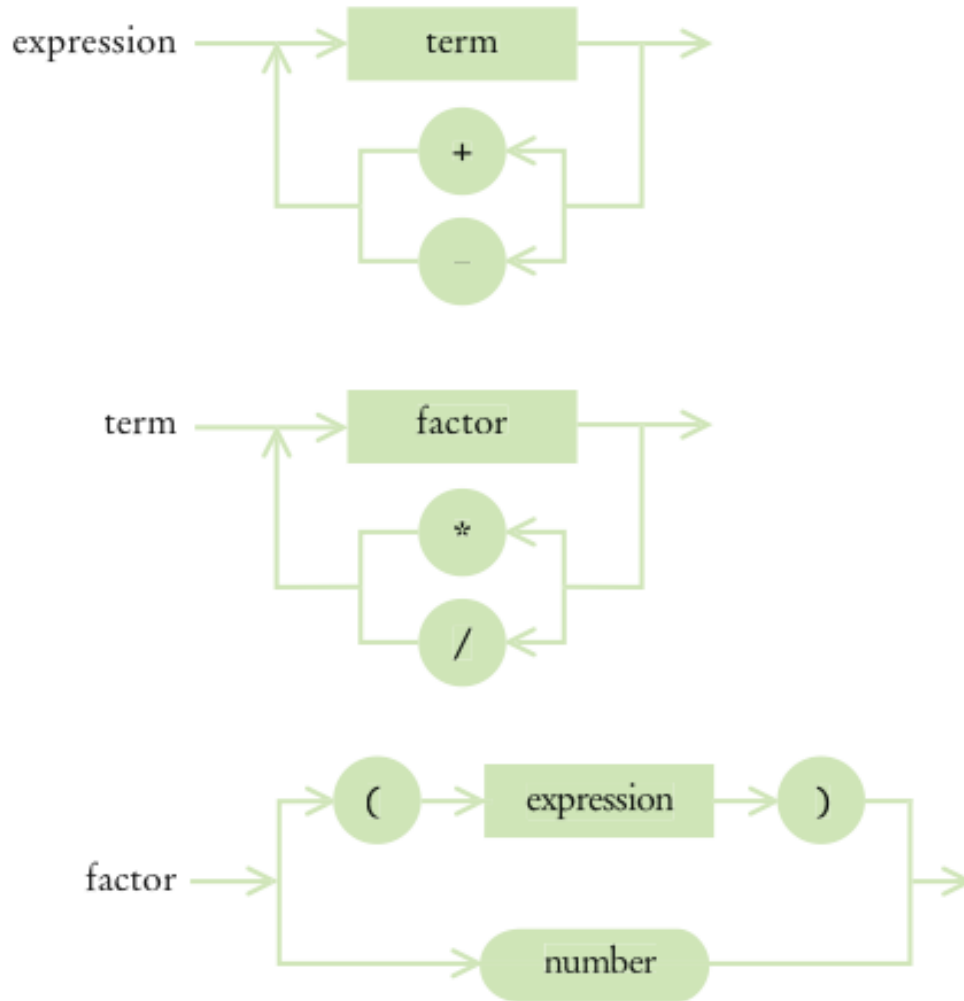 expression term
+
–
term factor
*
/
( expression )
factor
number